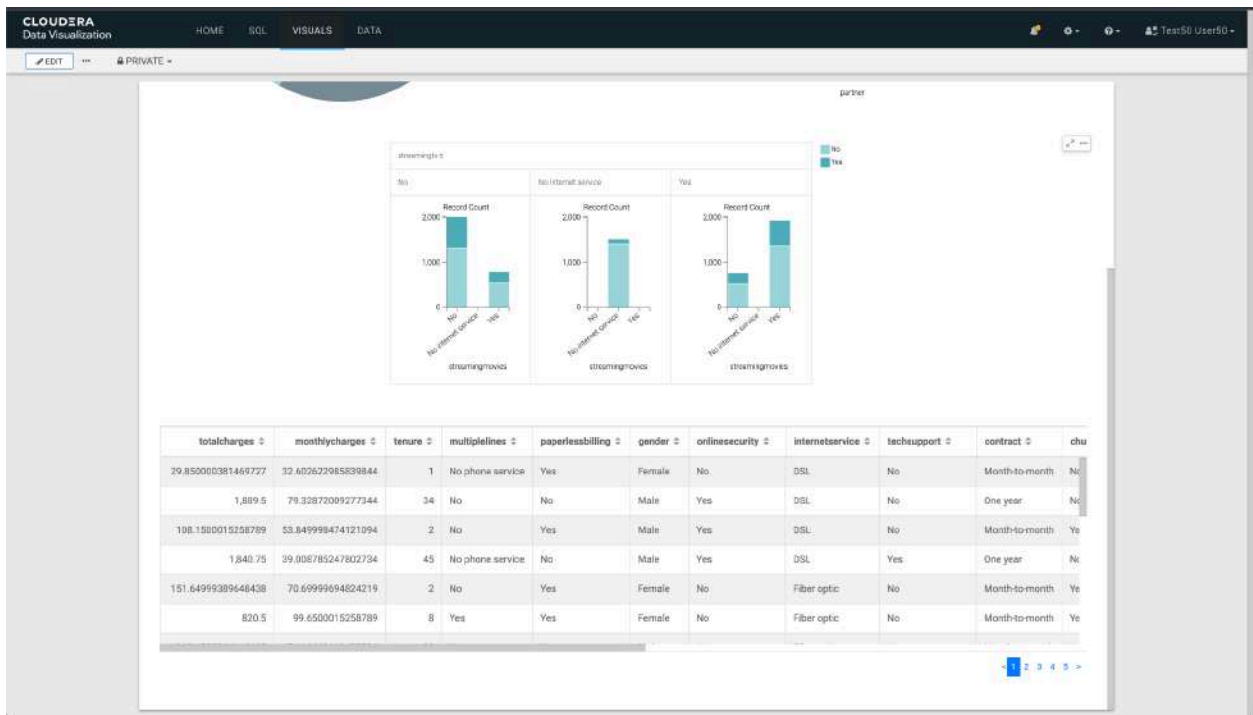 CLOUDERA
Data Visualization
HOME SQL VISUALS DATA
Test50 User50
EDIT PRIVATE
partner
streamingtv
No
Yes
No No internet service Yes
Record Count Record Count Record Count
2,000 2,000 2,000
1,000 1,000 1,000
0 0 0
No No internet service Yes No No internet service Yes No No internet service Yes
streamingmovies streamingmovies streamingmovies
totalcharges monthlycharges tenure multiplelines paperlessbilling gender onlinesecurity internetservice techsupport contract chu
29.850000381469727 32.602622985839844 1 No phone service Yes Female No DSL No Month-to-month No
1,889.5 79.32872009277344 34 No No Male Yes DSL No One year No
108.1500015258789 53.849998474121094 2 No Yes Male Yes DSL No Month-to-month Ye
1,840.75 39.008785247802734 45 No phone service No Male Yes DSL Yes One year No
151.64999389648438 70.69999694824219 2 No Yes Female No Fiber optic No Month-to-month Ye
820.5 99.6500015258789 8 Yes Yes Female No Fiber optic No Month-to-month Ye
< 1 2 3 4 5 >